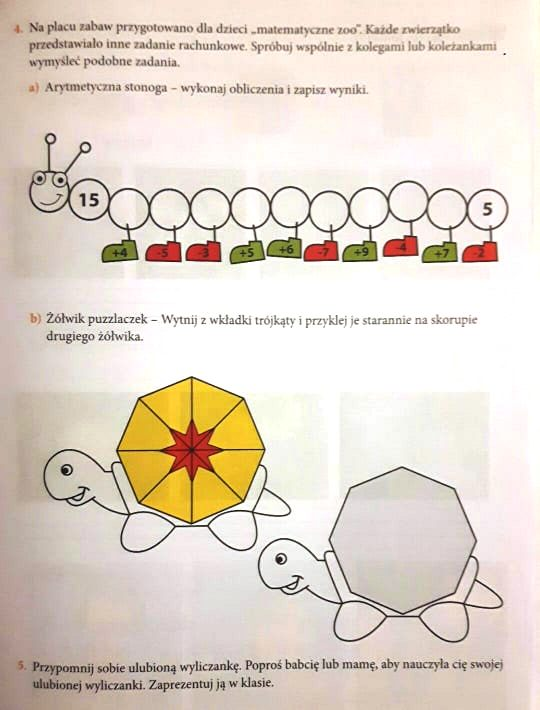 4. Na placu zabaw przygotowano dla dzieci „matematyczne zoo”. Każde zwierzątko
przedstawiało inne zadanie rachunkowe. Spróbuj wspólnie z kolegami lub koleżankami
wymyśleć podobne zadania.
a) Arytmetyczna stonoga – wykonaj obliczenia i zapisz wyniki.
15
5
+4 -5 -3 +5 +6 -7 +9 -4 +7 -2
b) Żółwik puzzlaczek – Wytnij z wkładki trójkąty i przyklej je starannie na skorupie
drugiego żółwika.
5. Przypomnij sobie ulubioną wyliczankę. Poproś babcię lub mamę, aby nauczyła cię swojej
ulubionej wyliczanki. Zaprezentuj ją w klasie.